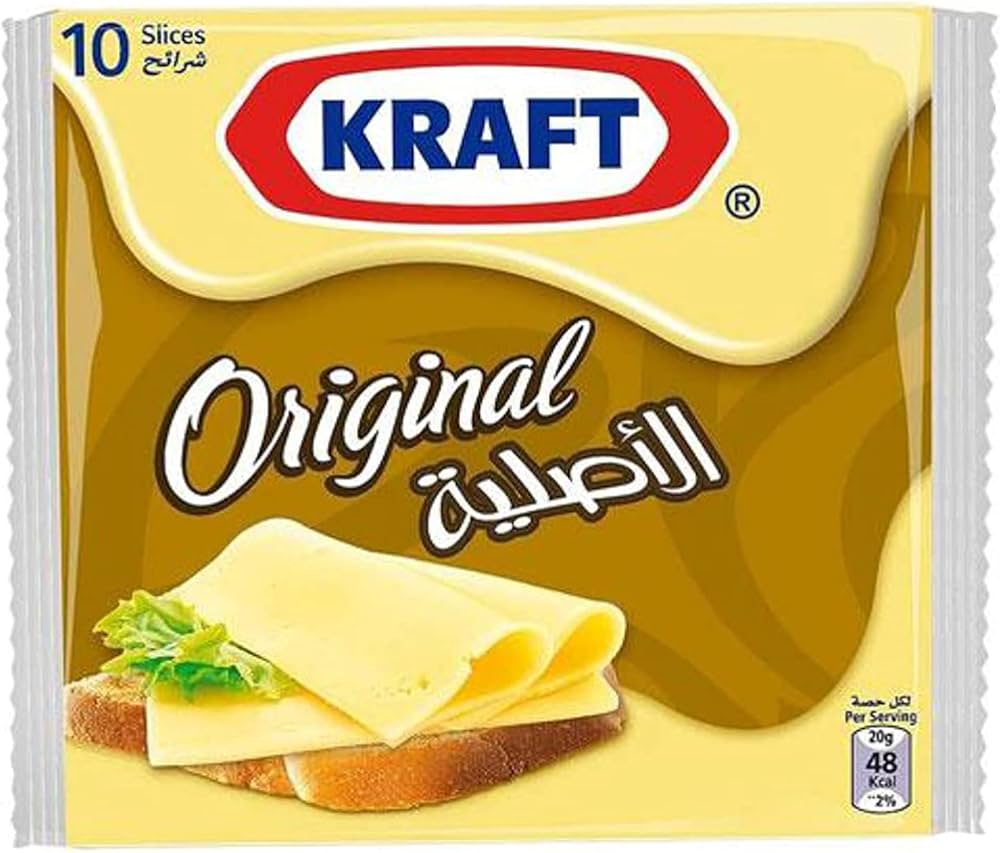 10 Slices
شرائح
KRAFT
®
Original
الأصلية
لكل حصة
Per Serving
20g
48
Kcal
**2%